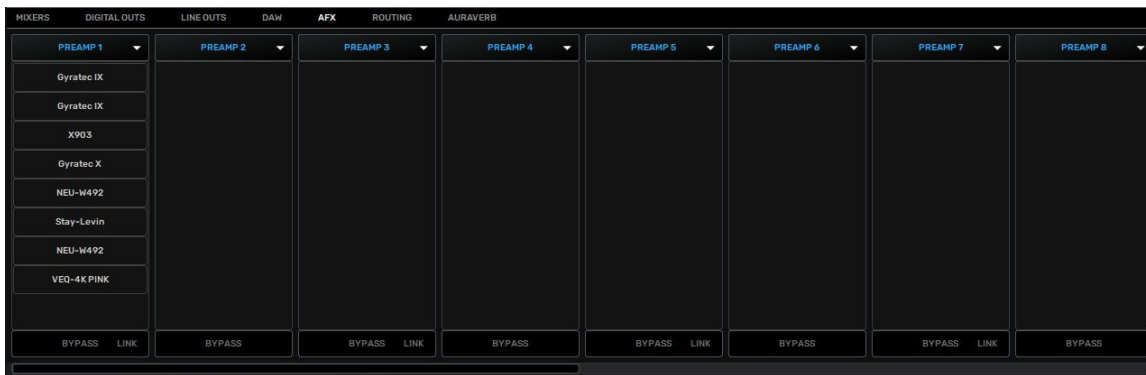 MIXERS DIGITAL OUTS LINE OUTS DAW AFX ROUTING AURAVERB
PREAMP 1 PREAMP 2 PREAMP 3 PREAMP 4 PREAMP 5 PREAMP 6 PREAMP 7 PREAMP 8
Gyratec IX
Gyratec IX
X903
Gyratec X
NEU-W492
Stay-Levin
NEU-W492
VEQ-4K PINK
BYPASS LINK BYPASS BYPASS LINK BYPASS BYPASS LINK BYPASS BYPASS LINK BYPASS